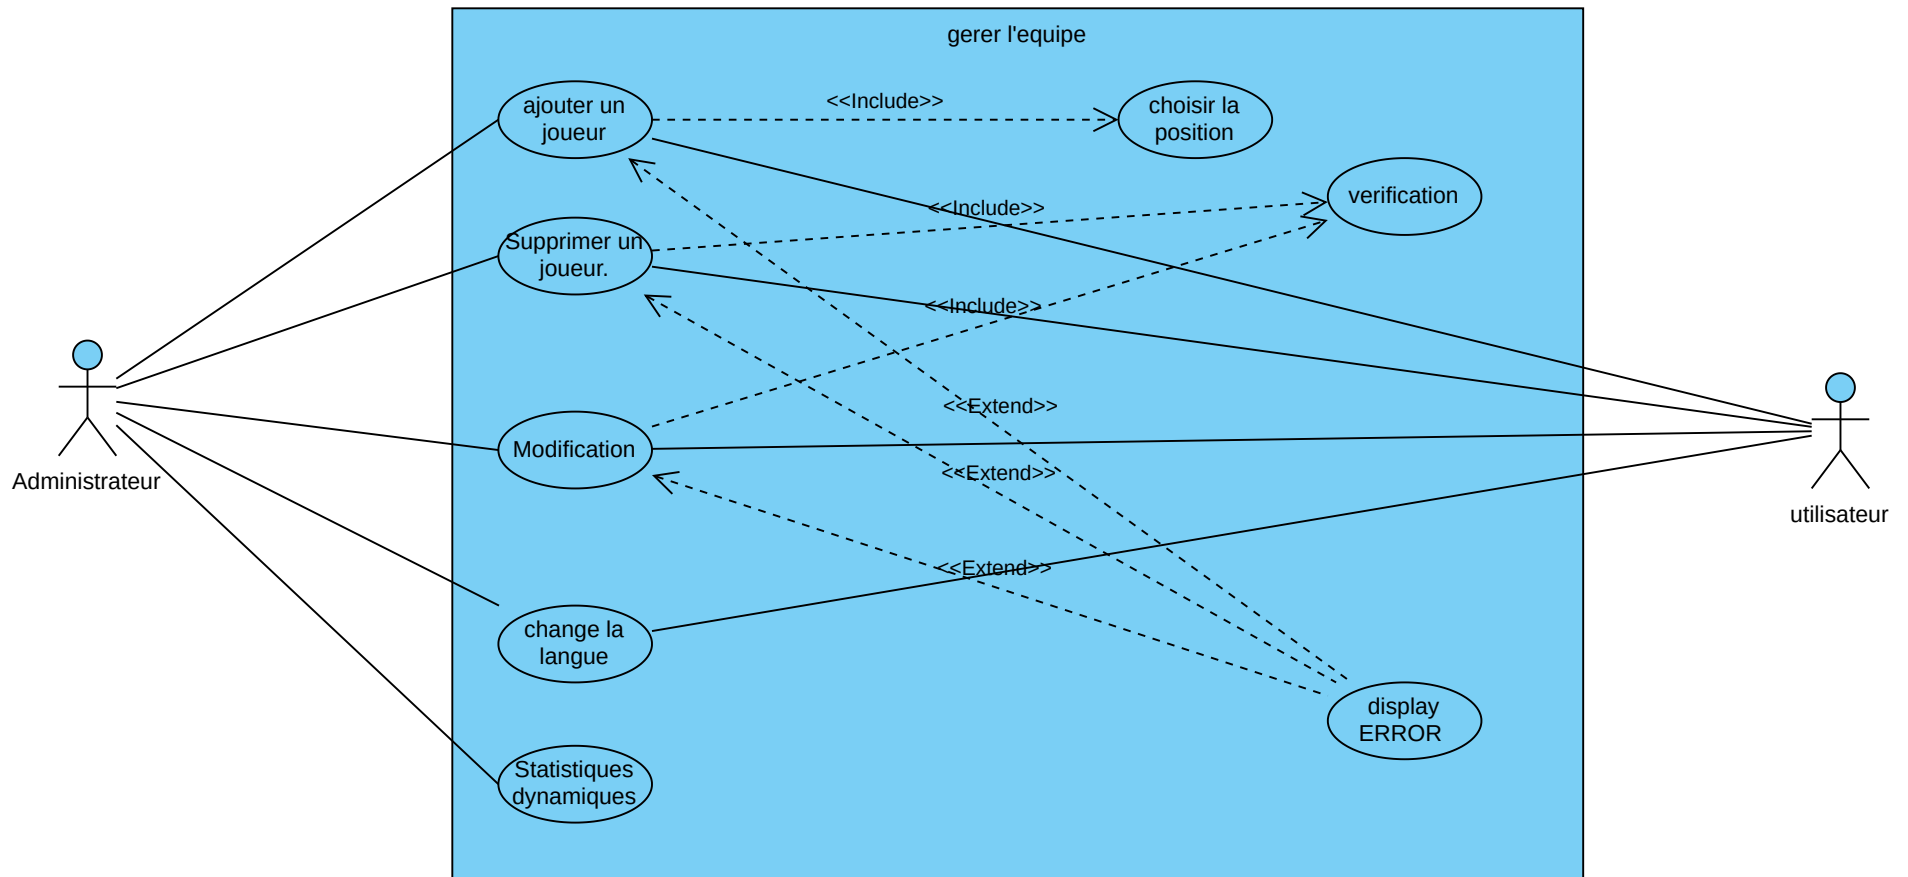 gerer l'equipe
ajouter un
joueur
<<Include>>
choisir la
position
verification
<<Include>>
Supprimer un
joueur.
<<Include>>
<<Extend>>
Modification
<<Extend>>
Administrateur
utilisateur
<<Extend>>
change la
langue
display
ERROR
Statistiques
dynamiques